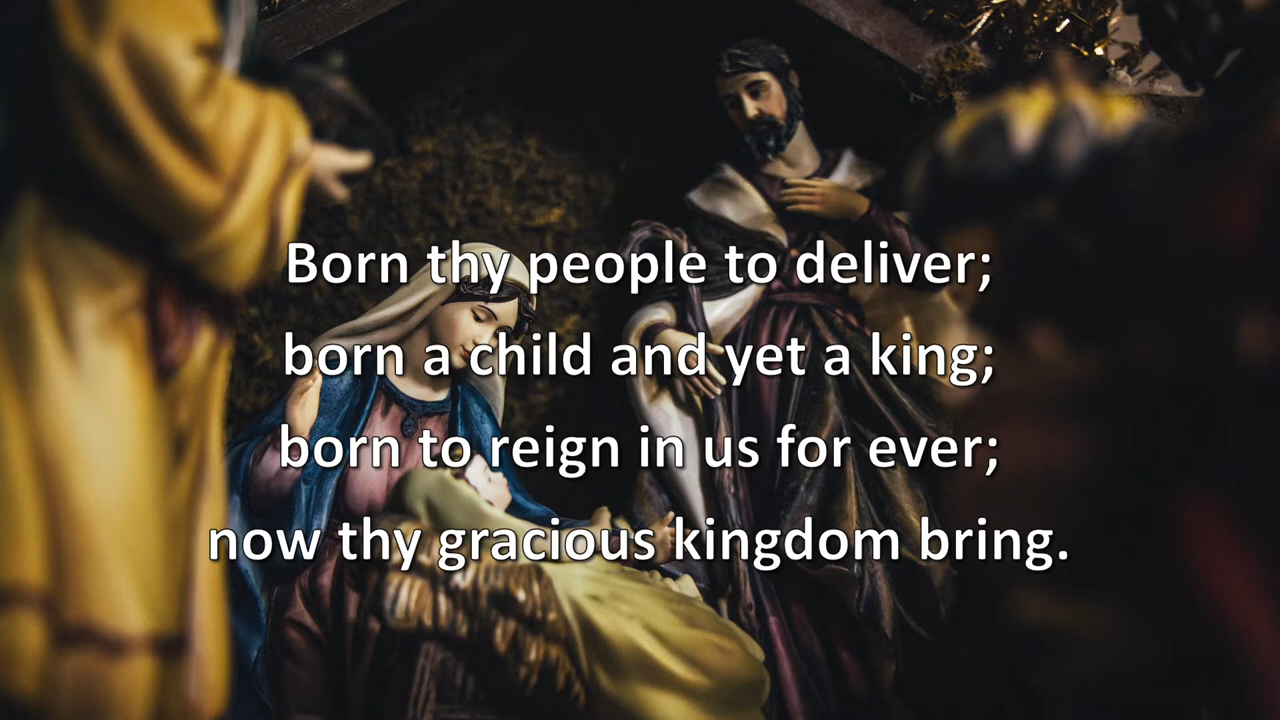 Born thy people to deliver;
born a child and yet a king;
born to reign in us for ever;
now thy gracious kingdom bring.